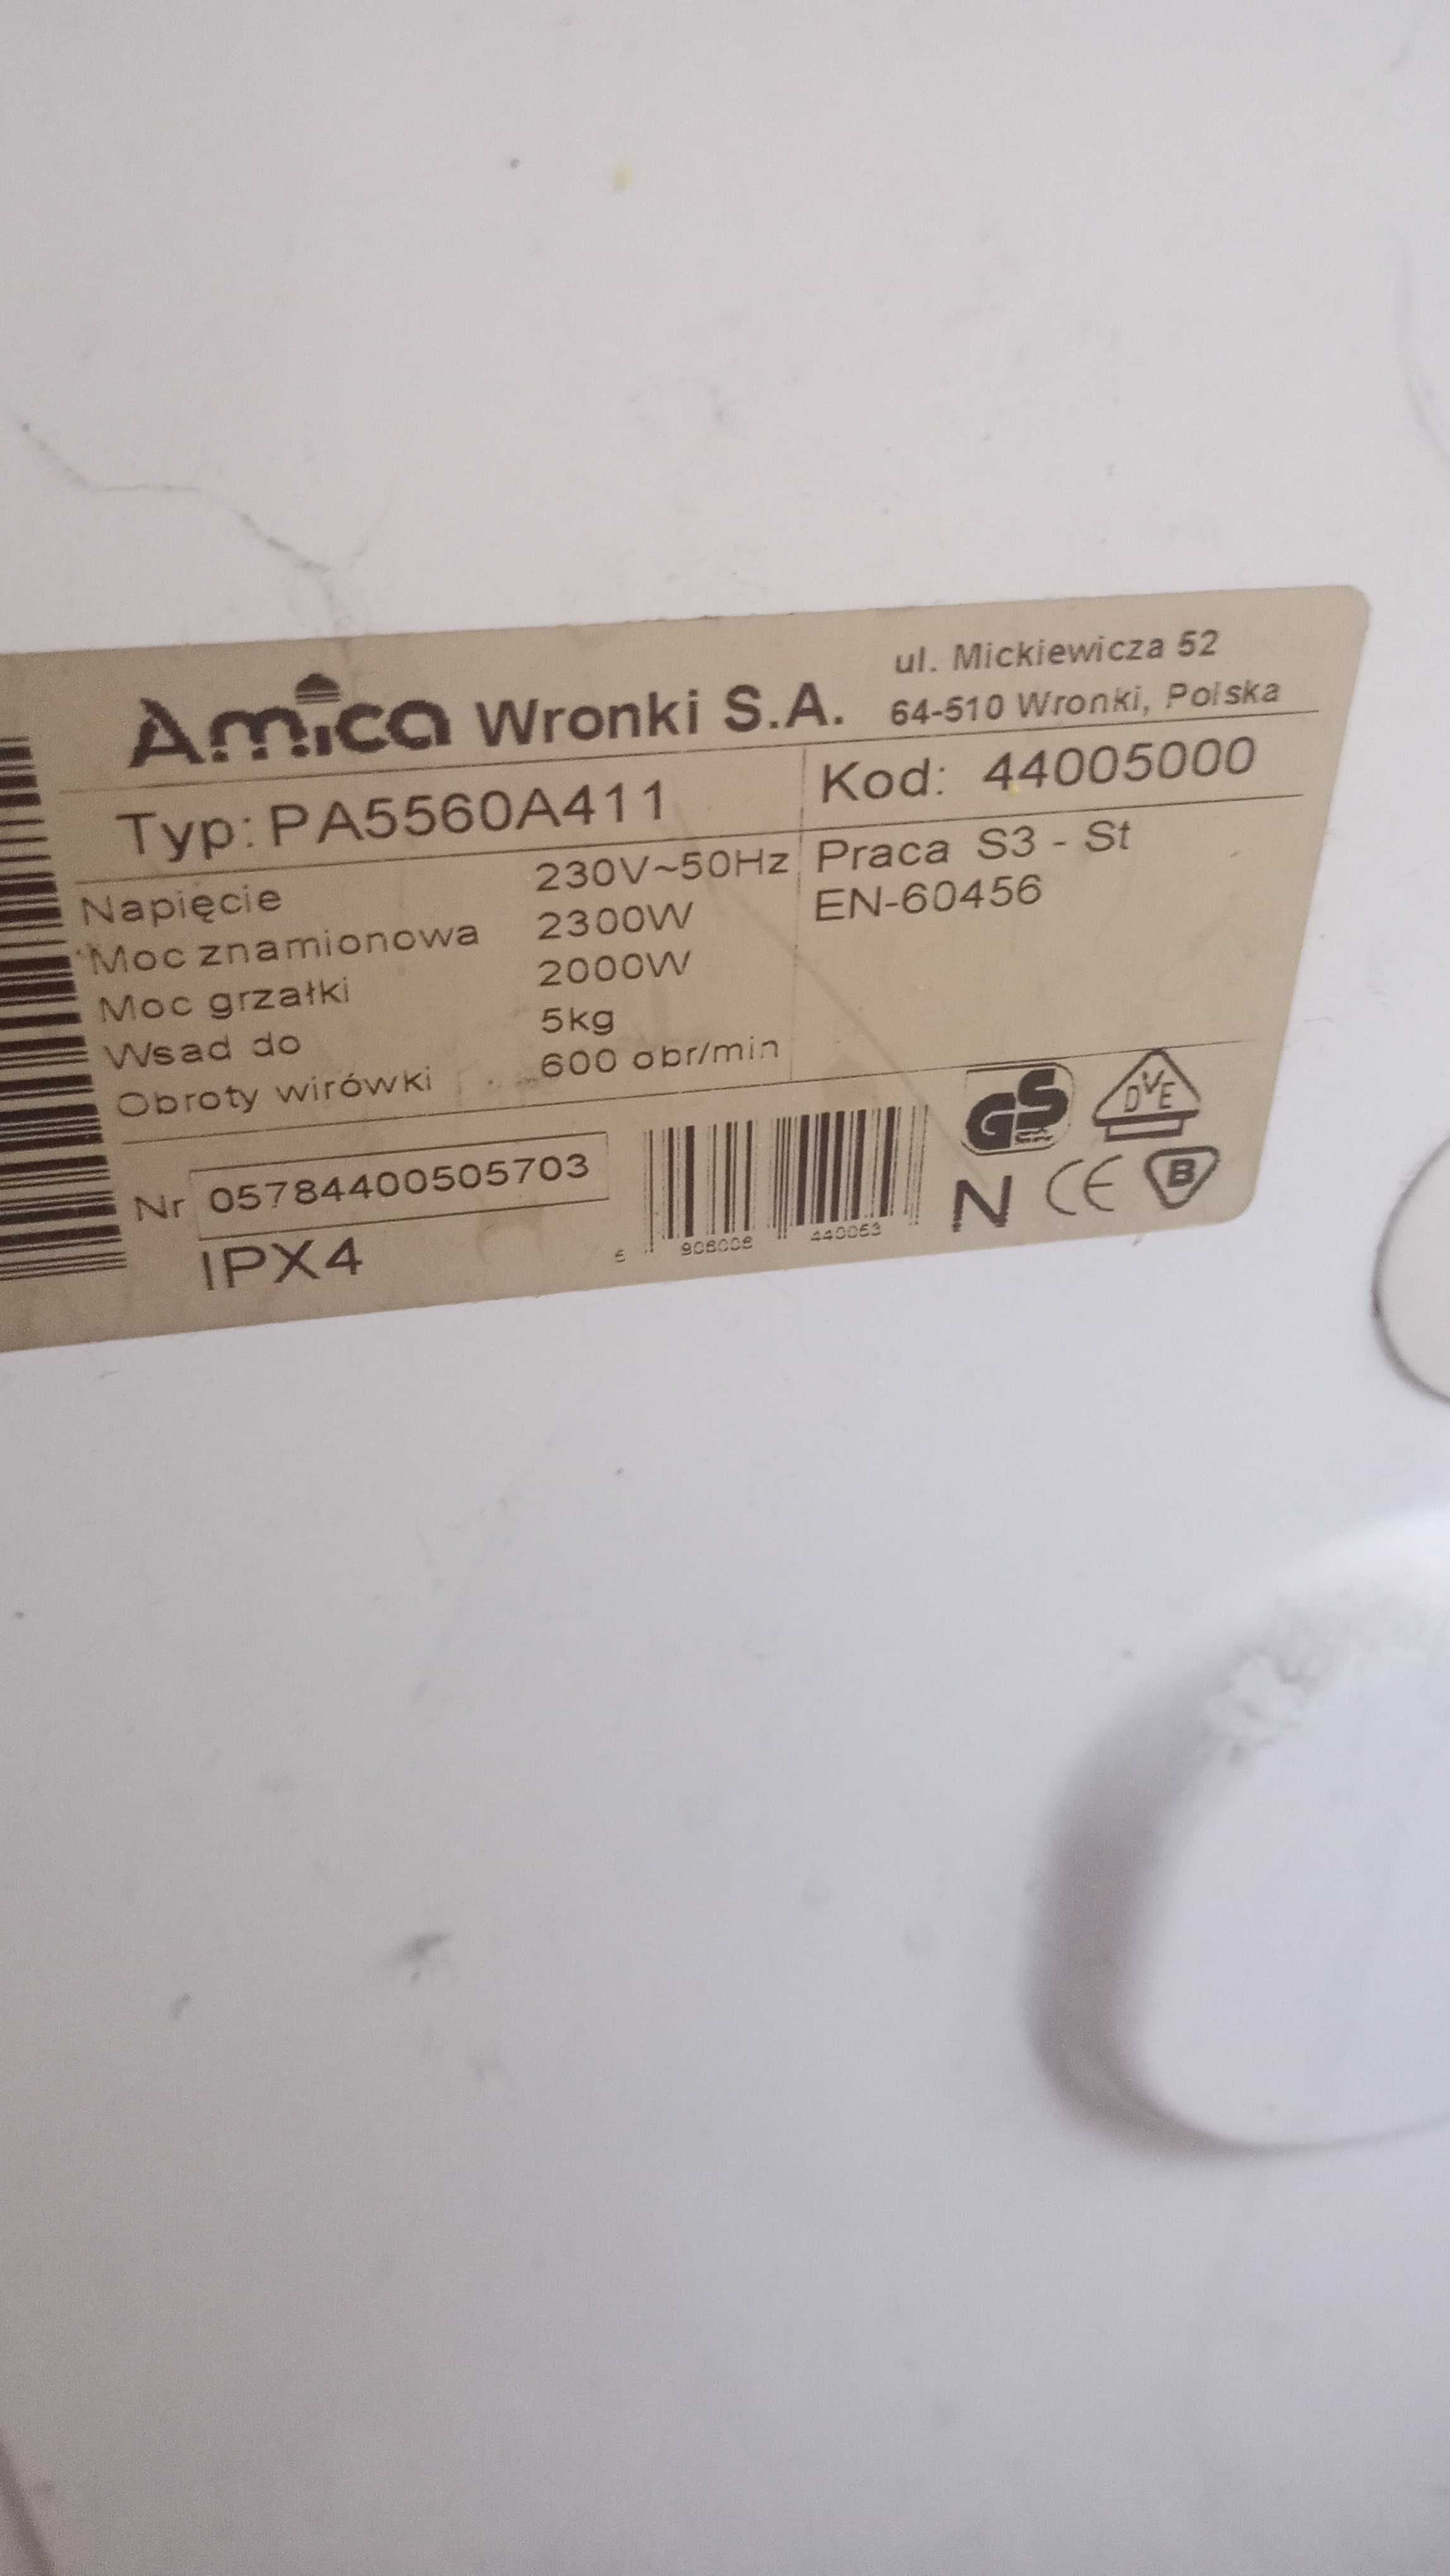 Amica Wronki S.A.
ul. Mickiewicza 52
64-510 Wronki, Polska
Typ: PA5560A411
Kod: 44005000
Napięcie 230V~50Hz
Moc znamionowa 2300W
Moc grzałki 2000W
Wsad do 5kg
Obroty wirówki 600 obr/min
Praca S3 - St
EN-60456
Nr 05784400505703
IPX4
GS
DVE
N CE B